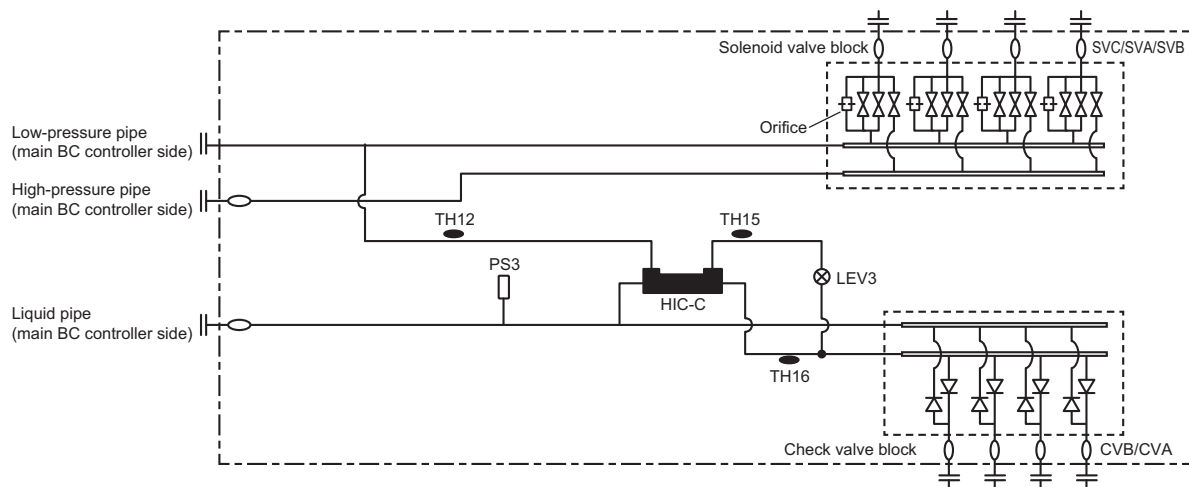 Solenoid valve block
SVC/SVA/SVB
Orifice
Low-pressure pipe
(main BC controller side)
High-pressure pipe
(main BC controller side)
TH12
TH15
PS3
LEV3
HIC-C
Liquid pipe
(main BC controller side)
TH16
Check valve block
CVB/CVA